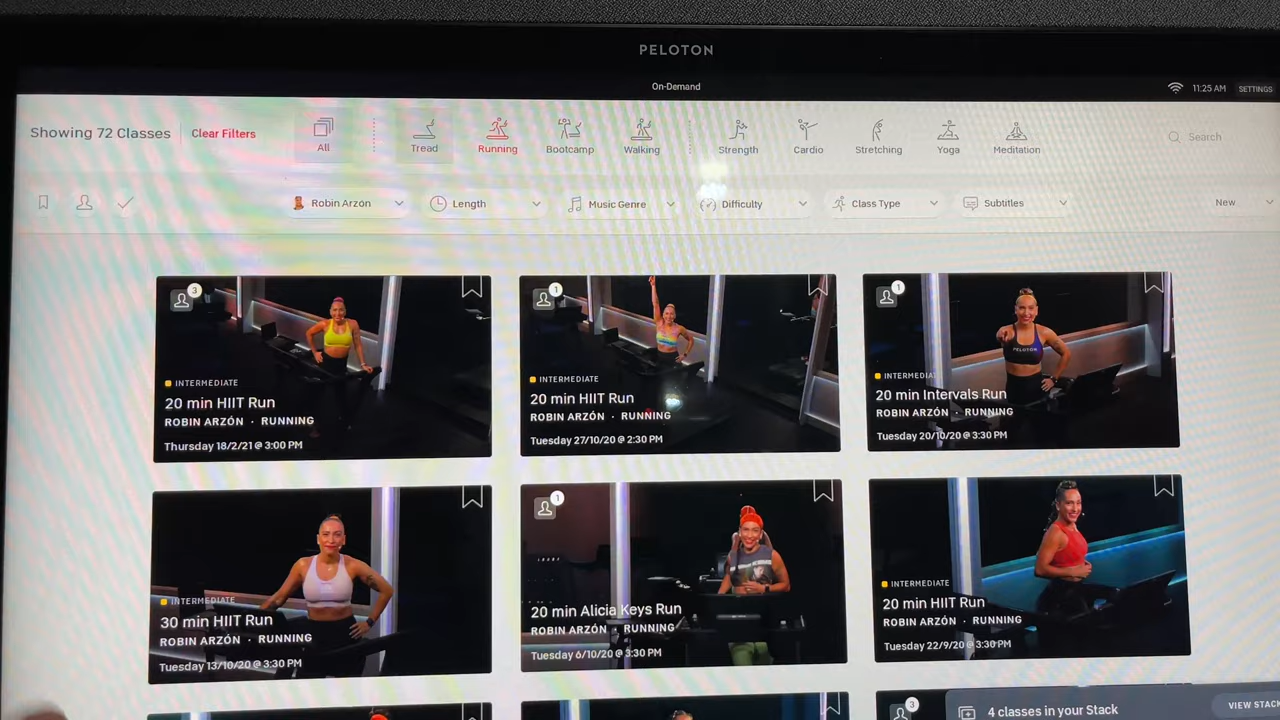 PELOTON
On-Demand
11:25 AM SETTINGS
Showing 72 Classes
Clear Filters
All
Tread
Running
Bootcamp
Walking
Strength
Cardio
Stretching
Yoga
Meditation
Search
Robin Arzón
Length
Music Genre
Difficulty
Class Type
Subtitles
New
3
INTERMEDIATE
20 min HIIT Run
ROBIN ARZÓN · RUNNING
Thursday 18/2/21 @ 3:00 PM
1
INTERMEDIATE
20 min HIIT Run
ROBIN ARZÓN · RUNNING
Tuesday 27/10/20 @ 2:30 PM
1
PELOTON
INTERMEDIATE
20 min Intervals Run
ROBIN ARZÓN · RUNNING
Tuesday 20/10/20 @ 3:30 PM
INTERMEDIATE
30 min HIIT Run
ROBIN ARZÓN · RUNNING
Tuesday 13/10/20 @ 3:30 PM
1
20 min Alicia Keys Run
ROBIN ARZÓN · RUNNING
Tuesday 6/10/20 @ 3:30 PM
INTERMEDIATE
20 min HIIT Run
ROBIN ARZÓN · RUNNING
Tuesday 22/9/20 @ 3:30 PM
3
4 classes in your Stack
VIEW STACK